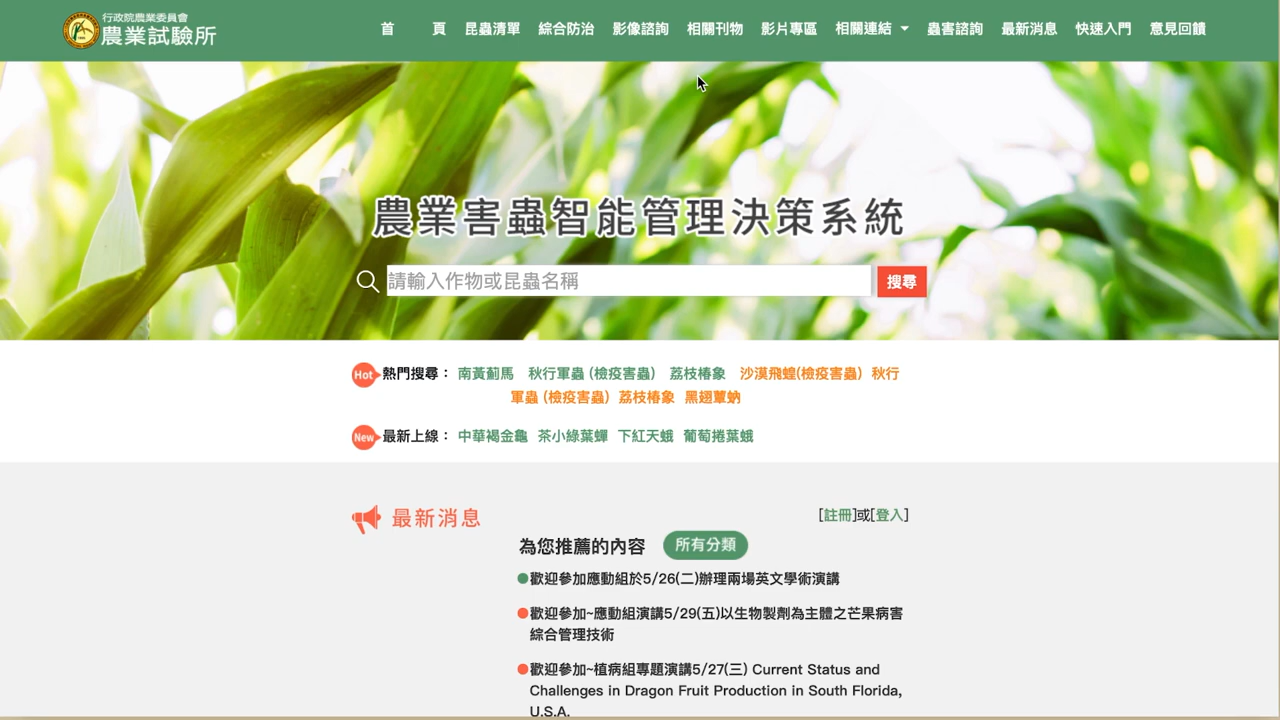 行政院農業委員會
農業試驗所
首 頁 昆蟲清單 綜合防治 影像諮詢 相關刊物 影片專區 相關連結 蟲害諮詢 最新消息 快速入門 意見回饋
農業害蟲智能管理決策系統
請輸入作物或昆蟲名稱 搜尋
Hot 熱門搜尋： 南黃薊馬 秋行軍蟲 (檢疫害蟲) 荔枝椿象 沙漠飛蝗(檢疫害蟲) 秋行
軍蟲 (檢疫害蟲) 荔枝椿象 黑翅蕈蚋
New 最新上線： 中華褐金龜 茶小綠葉蟬 下紅天蛾 葡萄捲葉蛾
最新消息 [註冊]或[登入]
為您推薦的內容 所有分類
歡迎參加應動組於5/26(二)辦理兩場英文學術演講
歡迎參加~應動組演講5/29(五)以生物製劑為主體之芒果病害
綜合管理技術
歡迎參加~植病組專題演講5/27(三) Current Status and
Challenges in Dragon Fruit Production in South Florida,
U.S.A.